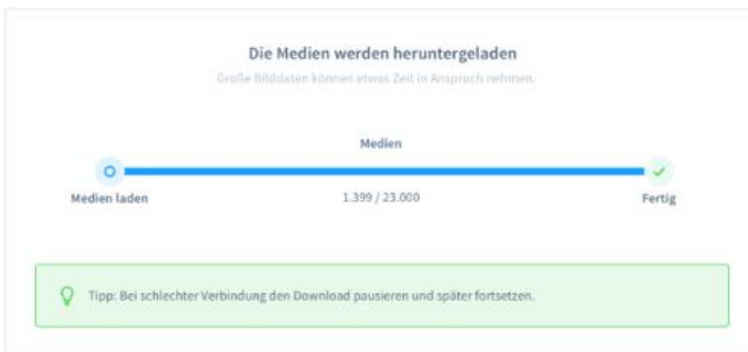 Die Medien werden heruntergeladen
Große Bilddaten können etwas Zeit in Anspruch nehmen.
Medien
Medien laden
1.399 / 23.000
Fertig
Tipp: Bei schlechter Verbindung den Download pausieren und später fortsetzen.